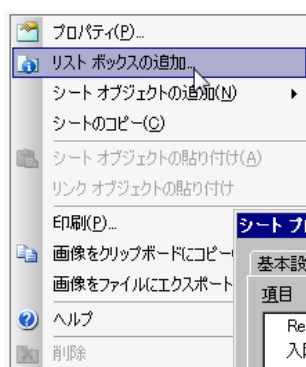 プロパティ(P)...
リスト ボックスの追加...
シート オブジェクトの追加(N)
シートのコピー(C)
シート オブジェクトの貼り付け(A)
リンク オブジェクトの貼り付け
印刷(P)...
シート プ
画像をクリップボードにコピー
基本設
画像をファイルにエクスポート
項目
ヘルプ
Re
削除